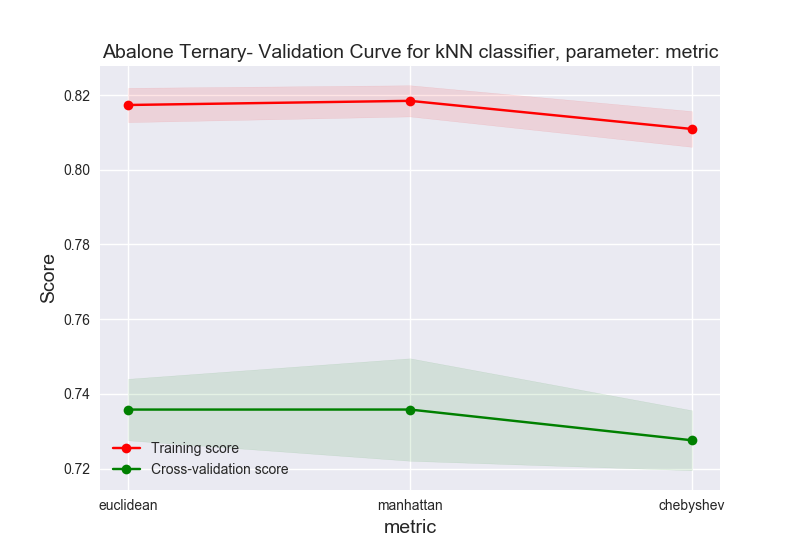 Abalone Ternary- Validation Curve for kNN classifier, parameter: metric
0.82
0.80
0.78
0.76
0.74
0.72
Score
Training score
Cross-validation score
euclidean manhattan chebyshev
metric